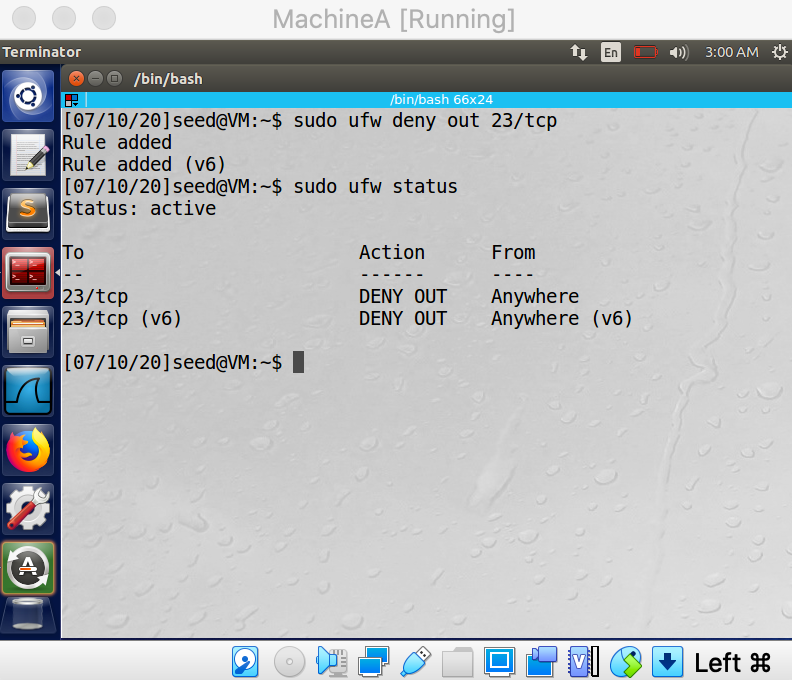 MachineA [Running]
Terminator
En
3:00 AM
/bin/bash
/bin/bash 66x24
[07/10/20]seed@VM:~$ sudo ufw deny out 23/tcp
Rule added
Rule added (v6)
[07/10/20]seed@VM:~$ sudo ufw status
Status: active
To                         Action      From
--                         ------      ----
23/tcp                     DENY OUT    Anywhere
23/tcp (v6)                DENY OUT    Anywhere (v6)
[07/10/20]seed@VM:~$
Left ⌘